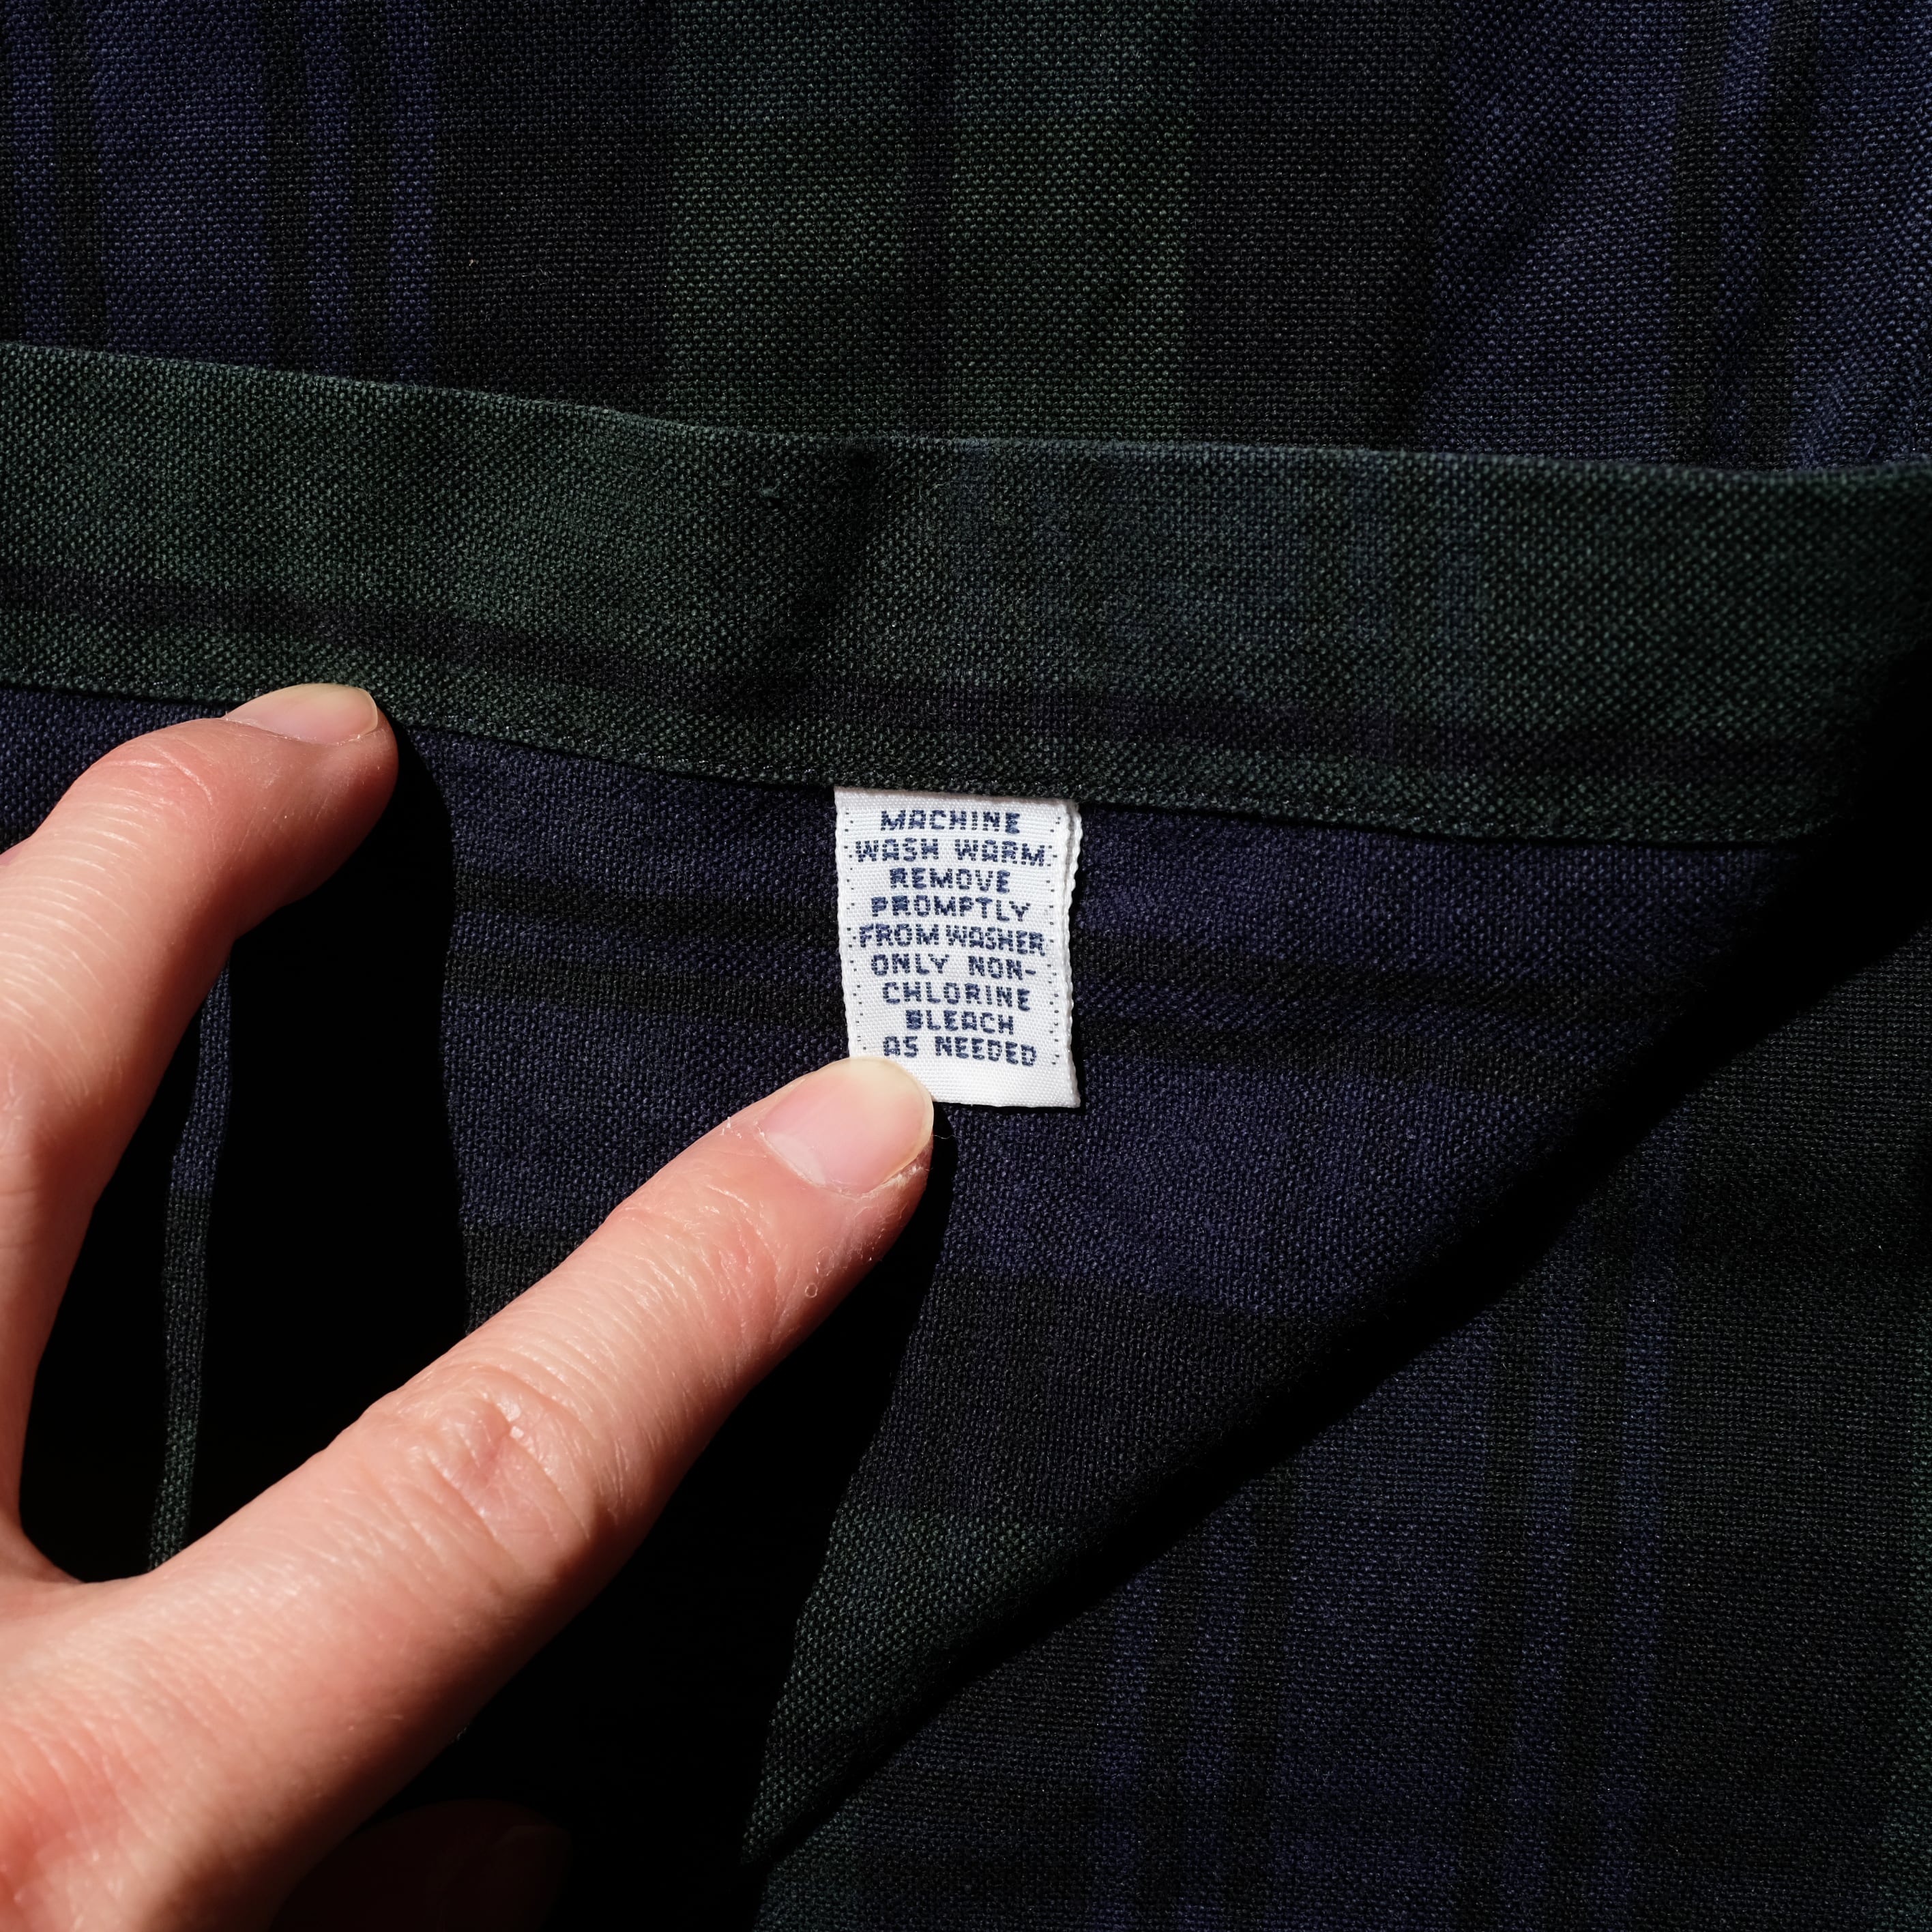 MACHINE
WASH WARM
REMOVE
PROMPTLY
FROM WASHER
ONLY NON-
CHLORINE
BLEACH
AS NEEDED